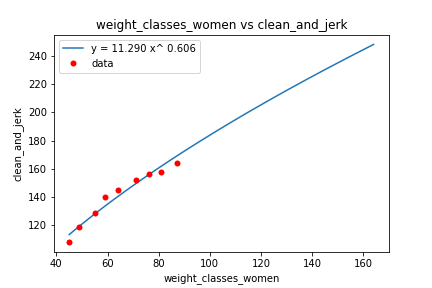 weight_classes_women vs clean_and_jerk
y = 11.290 x^ 0.606
data
240
220
200
180
160
140
120
clean_and_jerk
40
60
80
100
120
140
160
weight_classes_women